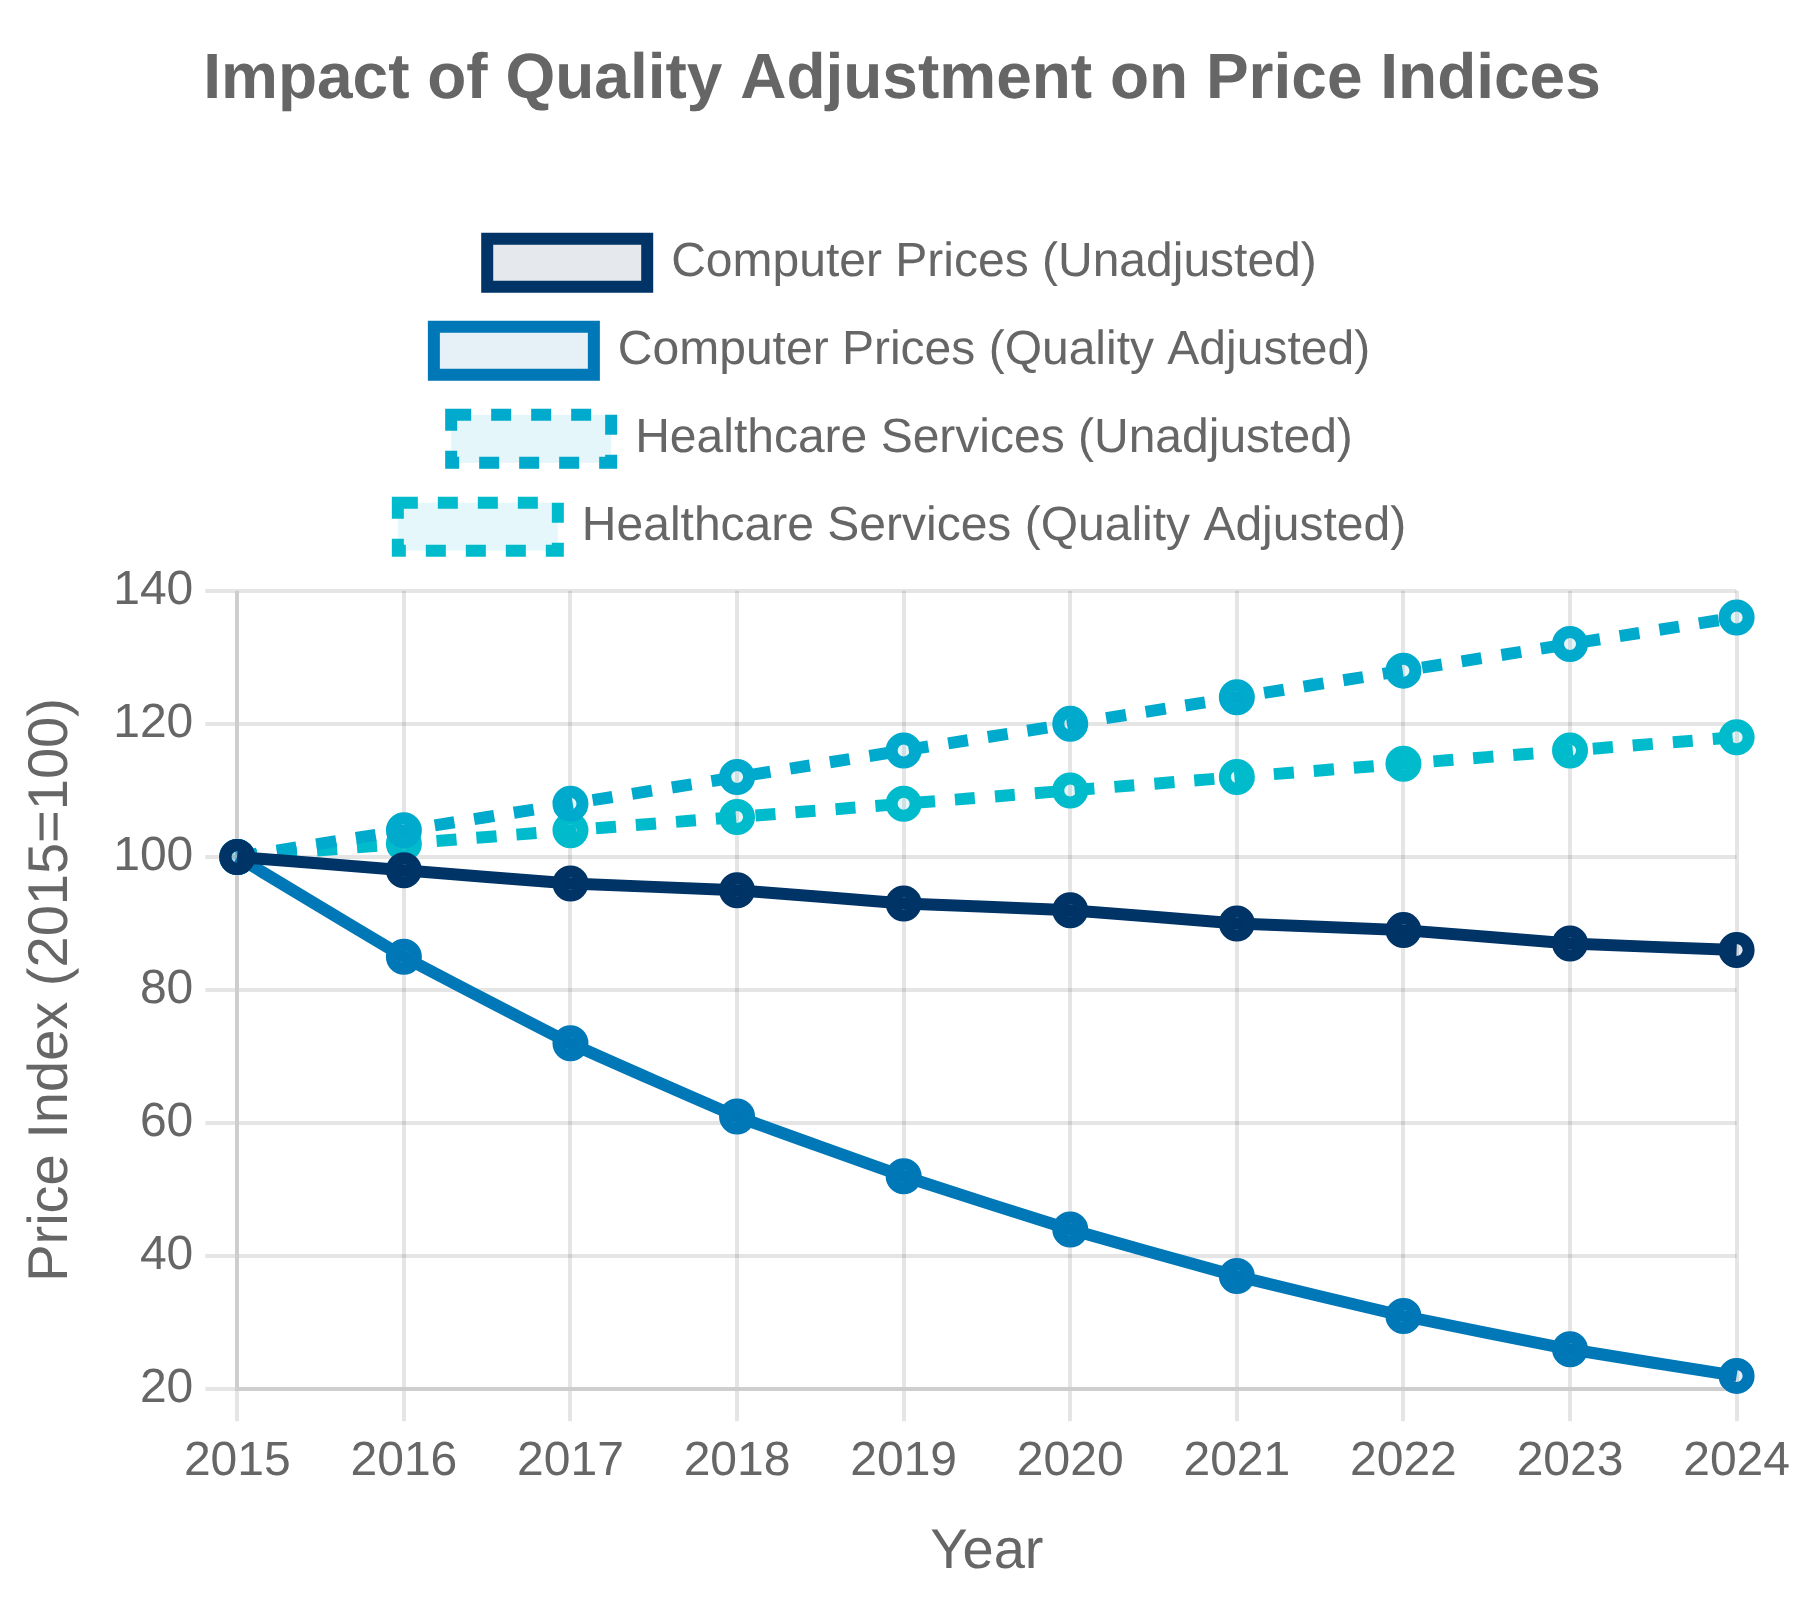 Impact of Quality Adjustment on Price Indices
Computer Prices (Unadjusted)
Computer Prices (Quality Adjusted)
Healthcare Services (Unadjusted)
Healthcare Services (Quality Adjusted)
Price Index (2015=100)
140
120
100
80
60
40
20
2015 2016 2017 2018 2019 2020 2021 2022 2023 2024
Year